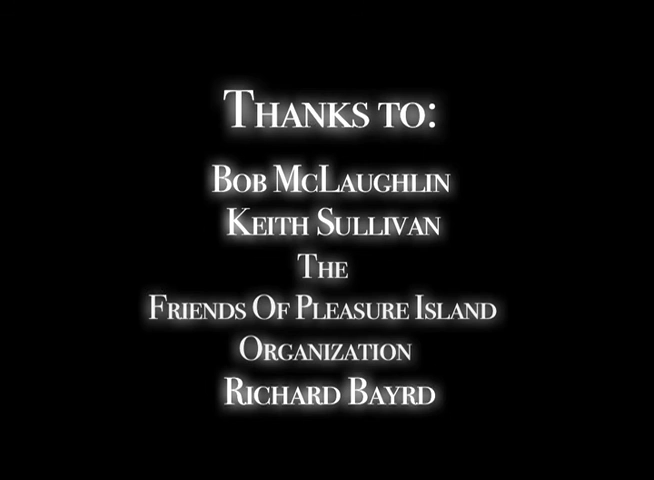 Thanks to:
Bob McLaughlin
Keith Sullivan
The
Friends Of Pleasure Island
Organization
Richard Bayrd